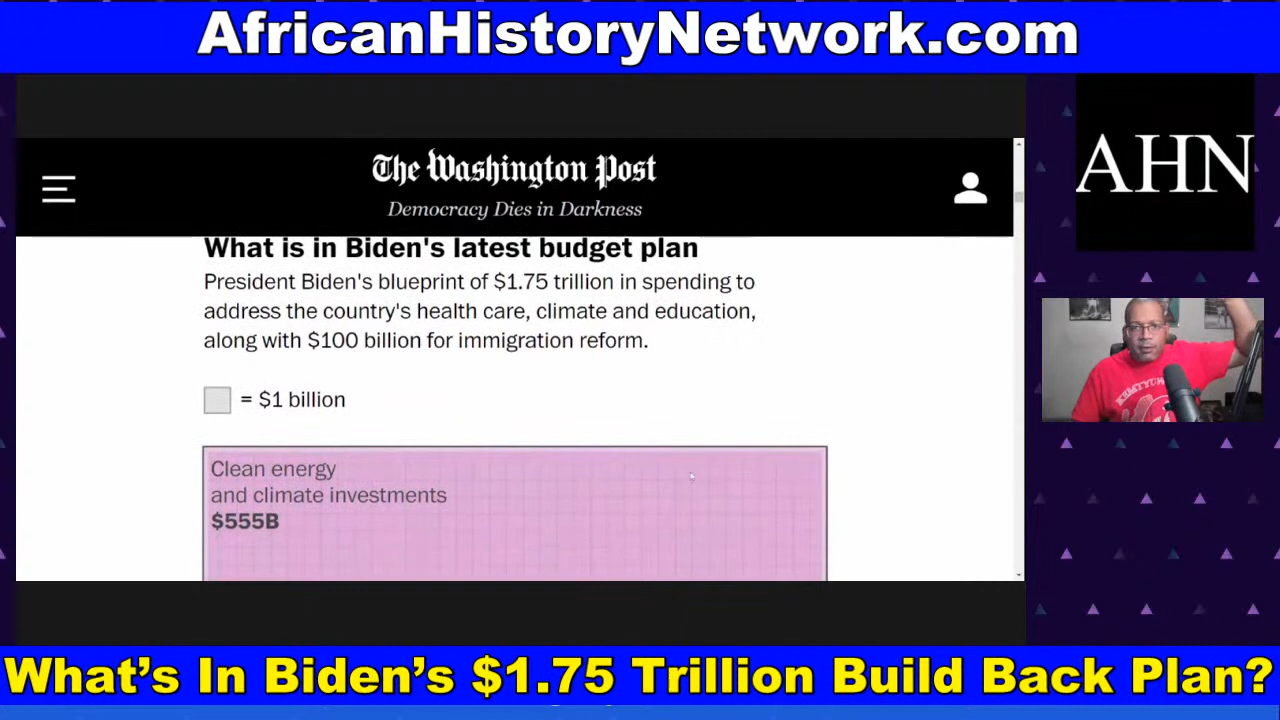 AfricanHistoryNetwork.com
The Washington Post
Democracy Dies in Darkness
AHN
What is in Biden's latest budget plan
President Biden's blueprint of $1.75 trillion in spending to
address the country's health care, climate and education,
along with $100 billion for immigration reform.
= $1 billion
Clean energy
and climate investments
$555B
What's In Biden's $1.75 Trillion Build Back Plan?